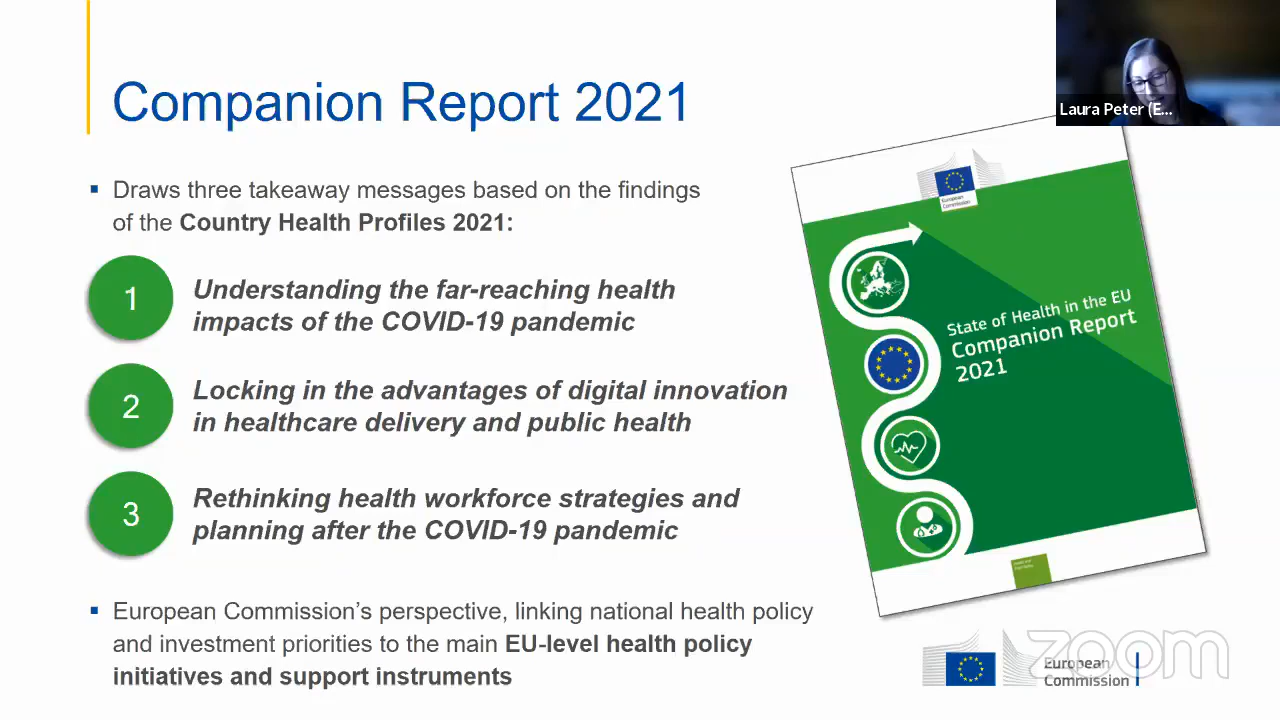 Companion Report 2021
Laura Peter (E...
Draws three takeaway messages based on the findings
of the Country Health Profiles 2021:
1
Understanding the far-reaching health
impacts of the COVID-19 pandemic
2
Locking in the advantages of digital innovation
in healthcare delivery and public health
3
Rethinking health workforce strategies and
planning after the COVID-19 pandemic
European Commission's perspective, linking national health policy
and investment priorities to the main EU-level health policy
initiatives and support instruments
European
Commission
State of Health in the EU
Companion Report
2021
European
Commission
zoom